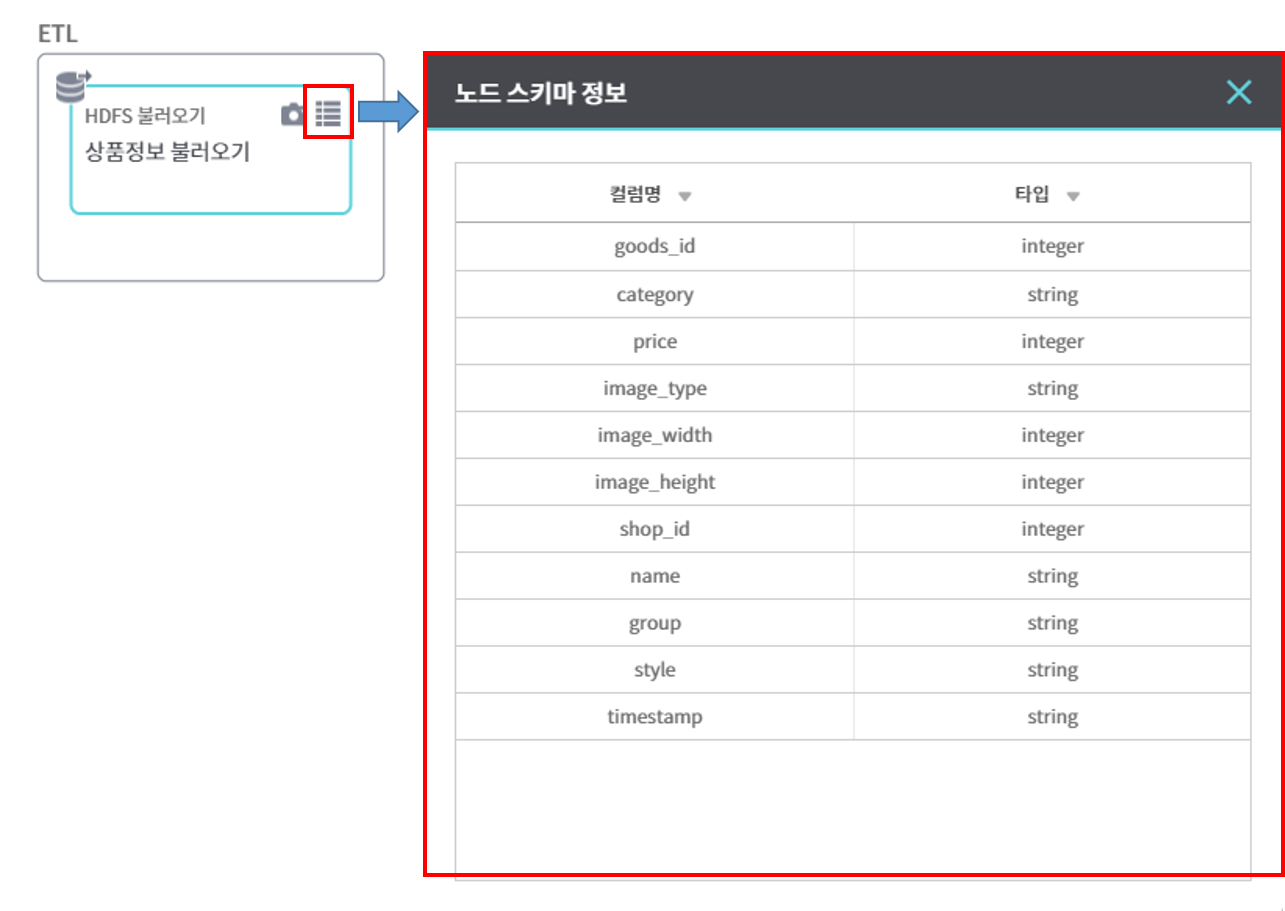 ETL
HDFS 불러오기
상품정보 불러오기
노드 스키마 정보
컬럼명 타입
goods_id integer
category string
price integer
image_type string
image_width integer
image_height integer
shop_id integer
name string
group string
style string
timestamp string